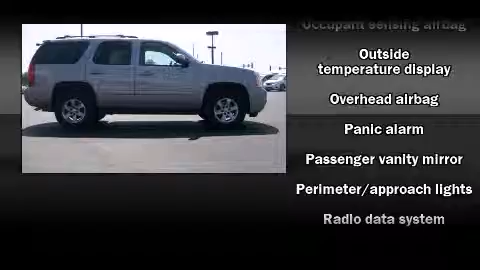 Occupant sensing airbag
Outside
temperature display
Overhead airbag
Panic alarm
Passenger vanity mirror
Perimeter/approach lights
Radio data system